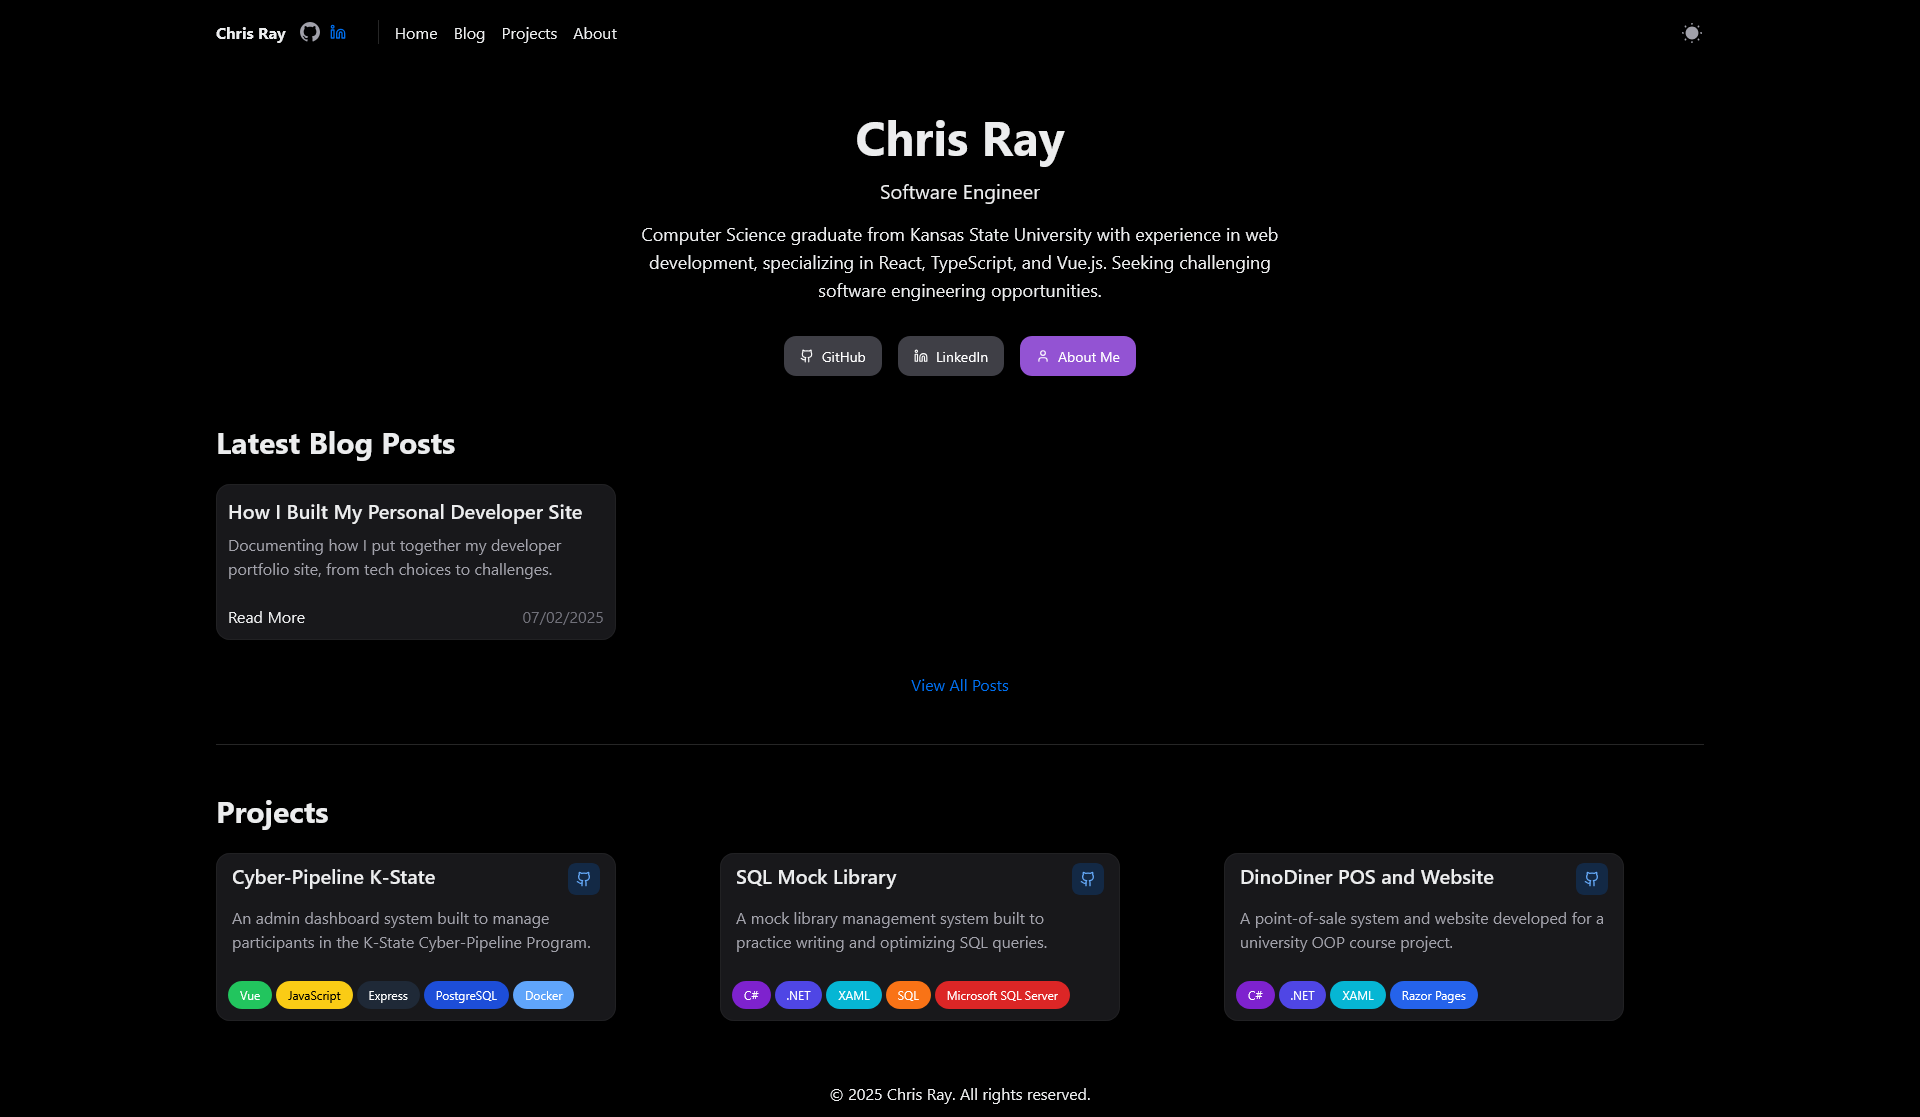 Chris Ray Home Blog Projects About
Chris Ray
Software Engineer
Computer Science graduate from Kansas State University with experience in web
development, specializing in React, TypeScript, and Vue.js. Seeking challenging
software engineering opportunities.
GitHub LinkedIn About Me
Latest Blog Posts
How I Built My Personal Developer Site
Documenting how I put together my developer
portfolio site, from tech choices to challenges.
Read More 07/02/2025
View All Posts
Projects
Cyber-Pipeline K-State
An admin dashboard system built to manage
participants in the K-State Cyber-Pipeline Program.
Vue JavaScript Express PostgreSQL Docker
SQL Mock Library
A mock library management system built to
practice writing and optimizing SQL queries.
C# .NET XAML SQL Microsoft SQL Server
DinoDiner POS and Website
A point-of-sale system and website developed for a
university OOP course project.
C# .NET XAML Razor Pages
© 2025 Chris Ray. All rights reserved.